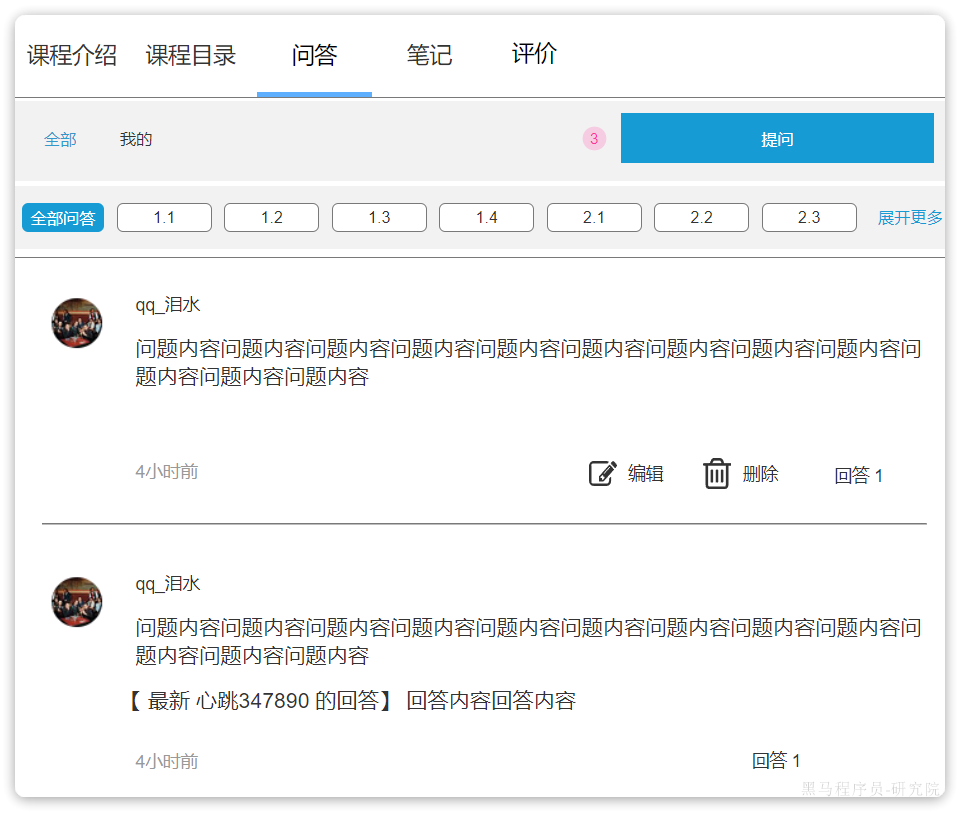 课程介绍 课程目录 问答 笔记 评价
全部 我的 3 提问
全部问答 1.1 1.2 1.3 1.4 2.1 2.2 2.3 展开更多
qq_泪水
问题内容问题内容问题内容问题内容问题内容问题内容问题内容问题内容问题内容问
题内容问题内容问题内容
4小时前 编辑 删除 回答 1
qq_泪水
问题内容问题内容问题内容问题内容问题内容问题内容问题内容问题内容问题内容问
题内容问题内容问题内容
【 最新 心跳347890 的回答】 回答内容回答内容
4小时前 回答 1
黑马程序员-研究院